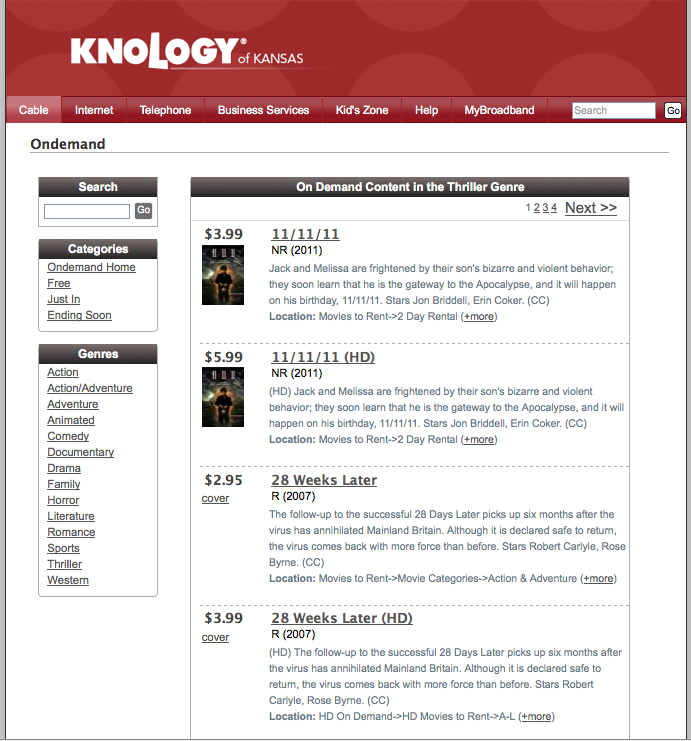 KNOLOGY® of KANSAS
Cable Internet Telephone Business Services Kid's Zone Help MyBroadband Search Go
Ondemand
Search
Go
Categories
Ondemand Home
Free
Just In
Ending Soon
Genres
Action
Action/Adventure
Adventure
Animated
Comedy
Documentary
Drama
Family
Horror
Literature
Romance
Sports
Thriller
Western
On Demand Content in the Thriller Genre
1 2 3 4 Next >>
$3.99 11/11/11
NR (2011)
Jack and Melissa are frightened by their son's bizarre and violent behavior;
they soon learn that he is the gateway to the Apocalypse, and it will happen
on his birthday, 11/11/11. Stars Jon Briddell, Erin Coker. (CC)
Location: Movies to Rent->2 Day Rental (+more)
$5.99 11/11/11 (HD)
NR (2011)
(HD) Jack and Melissa are frightened by their son's bizarre and violent
behavior; they soon learn that he is the gateway to the Apocalypse, and it will
happen on his birthday, 11/11/11. Stars Jon Briddell, Erin Coker. (CC)
Location: Movies to Rent->2 Day Rental (+more)
$2.95 28 Weeks Later
cover R (2007)
The follow-up to the successful 28 Days Later picks up six months after the
virus has annihilated Mainland Britain. Although it is declared safe to return,
the virus comes back with more force than before. Stars Robert Carlyle, Rose
Byrne. (CC)
Location: Movies to Rent->Movie Categories->Action & Adventure (+more)
$3.99 28 Weeks Later (HD)
cover R (2007)
(HD) The follow-up to the successful 28 Days Later picks up six months after
the virus has annihilated Mainland Britain. Although it is declared safe to
return, the virus comes back with more force than before. Stars Robert
Carlyle, Rose Byrne. (CC)
Location: HD On Demand->HD Movies to Rent->A-L (+more)